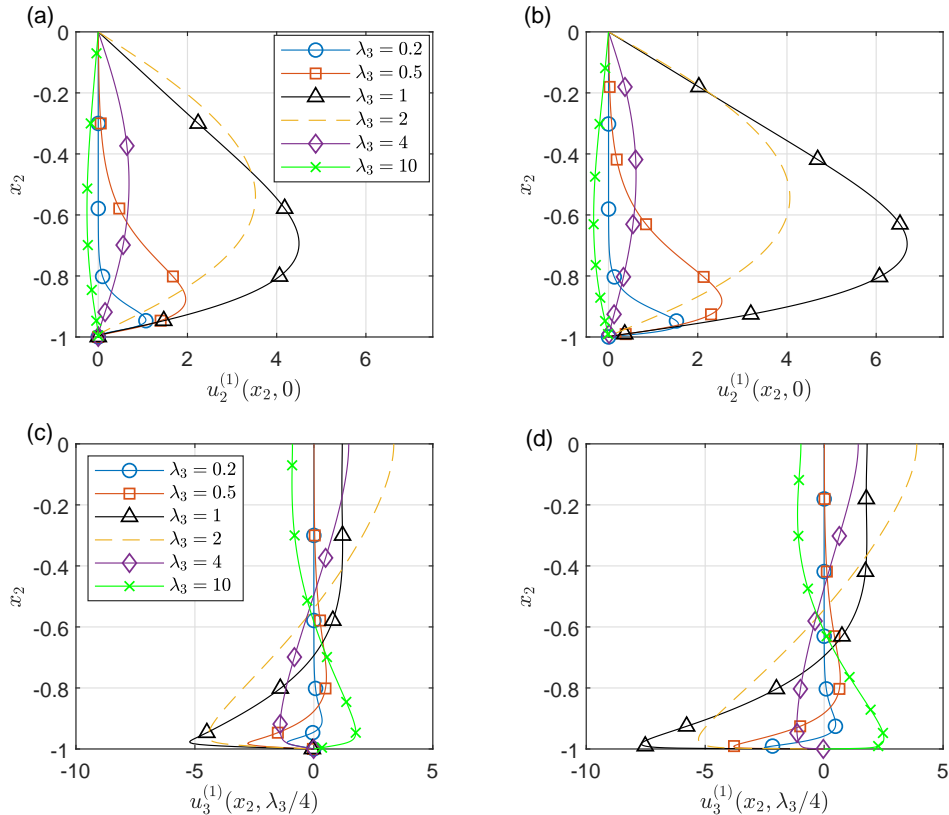 (a)
0
-0.2
-0.4
-0.6
-0.8
-1
x₂
λ₃ = 0.2
λ₃ = 0.5
λ₃ = 1
λ₃ = 2
λ₃ = 4
λ₃ = 10
0 2 4 6
u₂⁽¹⁾(x₂, 0)
(b)
0
-0.2
-0.4
-0.6
-0.8
-1
x₂
0 2 4 6
u₂⁽¹⁾(x₂, 0)
(c)
0
-0.2
-0.4
-0.6
-0.8
-1
x₂
λ₃ = 0.2
λ₃ = 0.5
λ₃ = 1
λ₃ = 2
λ₃ = 4
λ₃ = 10
-10 -5 0 5
u₃⁽¹⁾(x₂, λ₃/4)
(d)
0
-0.2
-0.4
-0.6
-0.8
-1
x₂
-10 -5 0 5
u₃⁽¹⁾(x₂, λ₃/4)